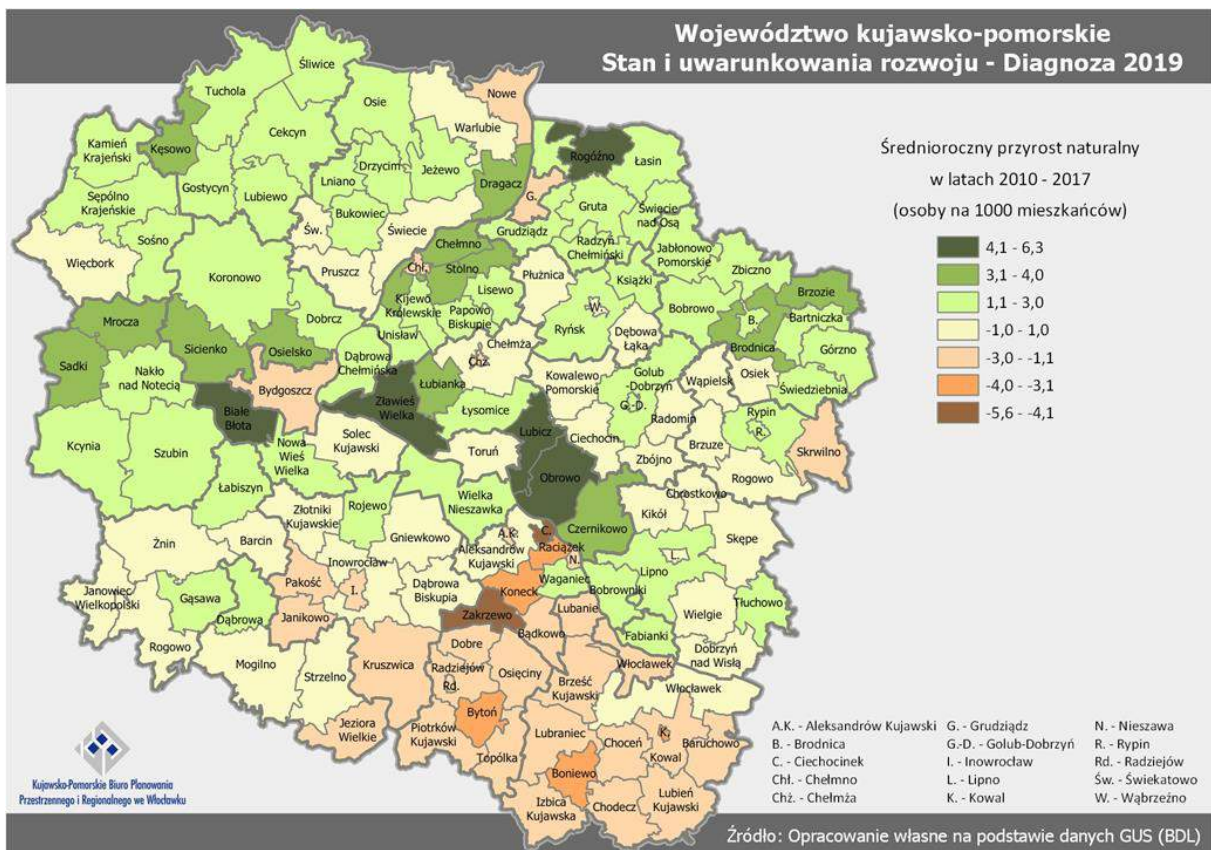 Województwo kujawsko-pomorskie
Stan i uwarunkowania rozwoju - Diagnoza 2019
Średnioroczny przyrost naturalny
w latach 2010 - 2017
(osoby na 1000 mieszkańców)
4,1 - 6,3
3,1 - 4,0
1,1 - 3,0
-1,0 - 1,0
-3,0 - -1,1
-4,0 - -3,1
-5,6 - -4,1
Śliwice
Tuchola
Osie
Nowe
Warlubie
Cekcyn
Kamień
Krajeński
Kęsowo
Rogóźno
Łasin
Drzycim
Jeżewo
Dragacz
G.
Sępólno
Krajeńskie
Gostycyn
Lubiewo
Lniano
Bukowiec
Gruta
Święcie
nad Osą
Sośno
Św.
Świecie
Grudziądz
Radzyń
Chełmiński
Jabłonowo
Pomorskie
Więcbork
Koronowo
Pruszcz
Chełmno
Chł.
Stolno
Płużnica
Książki
Zbiczno
Brzozie
Mrocza
Dobrcz
Kijewo
Królewskie
Lisewo
Papowo
Biskupie
W.
Bobrowo
B.
Bartniczka
Sicienko
Osielsko
Unisław
Ryńsk
Dębowa
Łąka
Brodnica
Górzno
Sadki
Nakło
nad Notecią
Dąbrowa
Chełmińska
Chełmża
Chż.
Kowalewo
Pomorskie
Golub-
Dobrzyń
G.-D.
Wąpielsk
Osiek
Świedziebnia
Bydgoszcz
Łubianka
Białe
Błota
Zławieś
Wielka
Łysomice
Radomin
Rypin
R.
Kcynia
Szubin
Nowa
Wieś
Wielka
Solec
Kujawski
Toruń
Lubicz
Ciechocin
Brzuze
Skrwilno
Zbójno
Rogowo
Obrowo
Łabiszyn
Rojewo
Wielka
Nieszawka
Chrostkowo
Kikół
Złotniki
Kujawskie
Gniewkowo
Czernikowo
Skępe
Żnin
Barcin
A.K.
C.
Raciążek
N.
Inowrocław
I.
Aleksandrów
Kujawski
Waganiec
Lipno
L.
Pakość
Dąbrowa
Biskupia
Koneck
Bobrowniki
Janowiec
Wielkopolski
Gąsawa
Dąbrowa
Janikowo
Zakrzewo
Lubanie
Wielgie
Tłuchowo
Bądkowo
Fabianki
Rogowo
Mogilno
Strzelno
Kruszwica
Dobre
Radziejów
Rd.
Osięciny
Brześć
Kujawski
Włocławek
Dobrzyń
nad Wisłą
Włocławek
Jeziora
Wielkie
Piotrków
Kujawski
Bytoń
Topólka
Lubraniec
Choceń
K.
Kowal
Baruchowo
Boniewo
Izbica
Kujawska
Chodecz
Lubień
Kujawski
A.K. - Aleksandrów Kujawski
B. - Brodnica
C. - Ciechocinek
Chł. - Chełmno
Chż. - Chełmża
G. - Grudziądz
G.-D. - Golub-Dobrzyń
I. - Inowrocław
L. - Lipno
K. - Kowal
N. - Nieszawa
R. - Rypin
Rd. - Radziejów
Św. - Świekatowo
W. - Wąbrzeźno
Kujawsko-Pomorskie Biuro Planowania
Przestrzennego i Regionalnego we Włocławku
Źródło: Opracowanie własne na podstawie danych GUS (BDL)